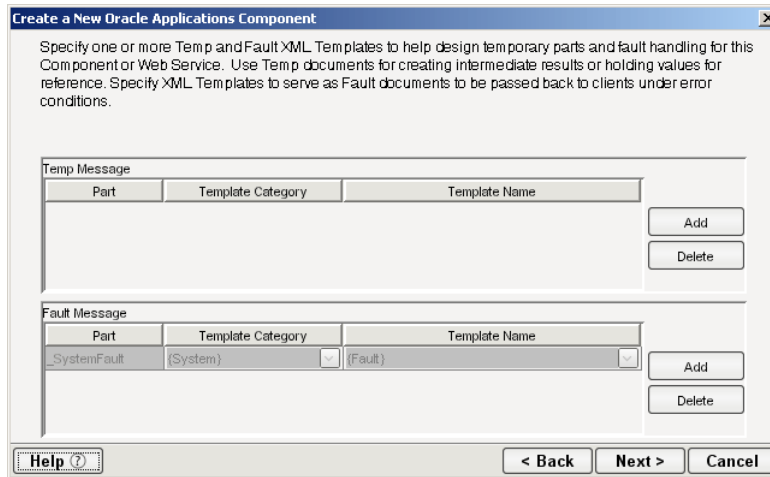 Create a New Oracle Applications Component
Specify one or more Temp and Fault XML Templates to help design temporary parts and fault handling for this
Component or Web Service. Use Temp documents for creating intermediate results or holding values for
reference. Specify XML Templates to serve as Fault documents to be passed back to clients under error
conditions.
Temp Message
Part Template Category Template Name
Add
Delete
Fault Message
Part Template Category Template Name
_SystemFault {System} {Fault}
Add
Delete
Help ? < Back Next > Cancel